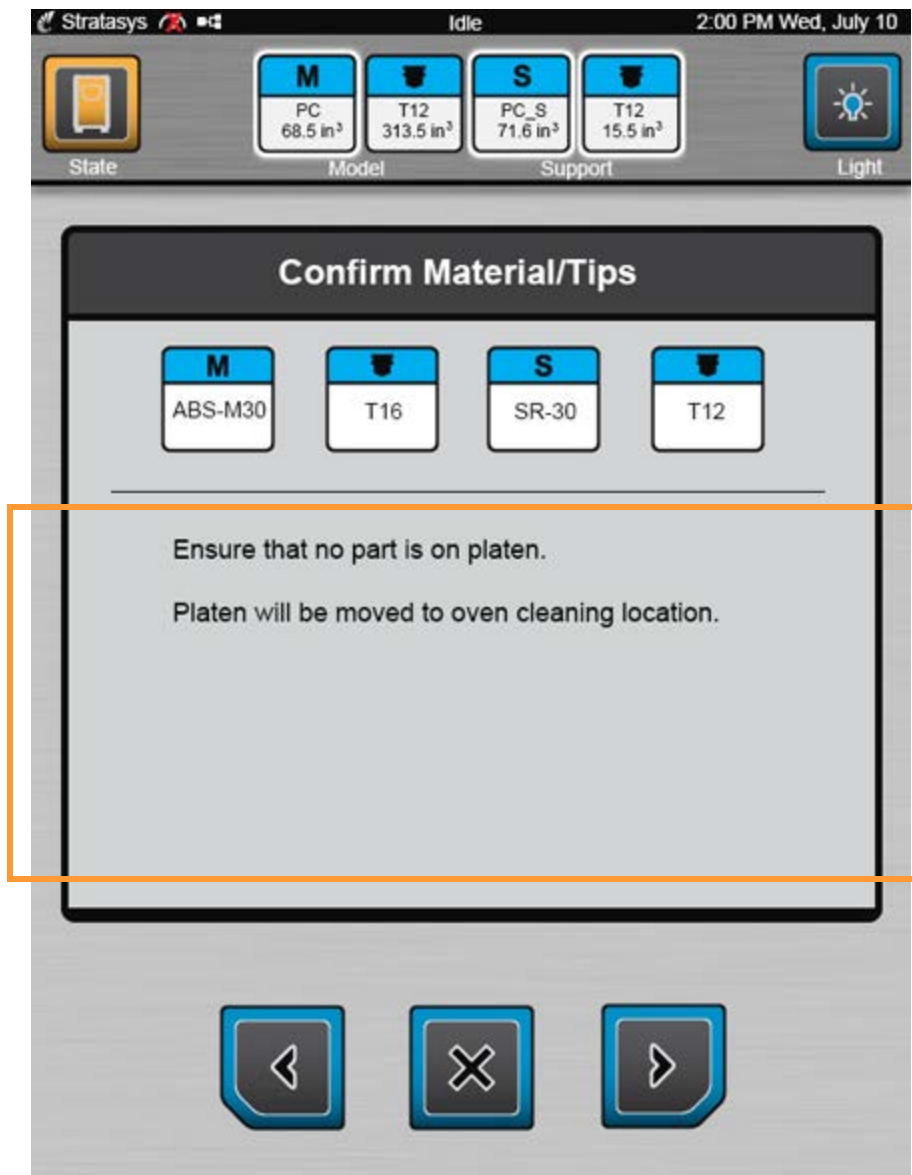 Stratasys Idle 2:00 PM Wed, July 10
M S
PC T12 PC_S T12
68.5 in³ 313.5 in³ 71.6 in³ 15.5 in³
State Model Support Light
Confirm Material/Tips
M S
ABS-M30 T16 SR-30 T12
Ensure that no part is on platen.
Platen will be moved to oven cleaning location.